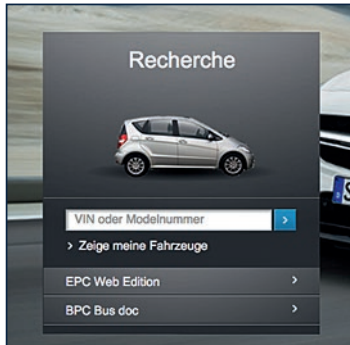 Recherche
VIN oder Modelnummer
> Zeige meine Fahrzeuge
EPC Web Edition
BPC Bus doc